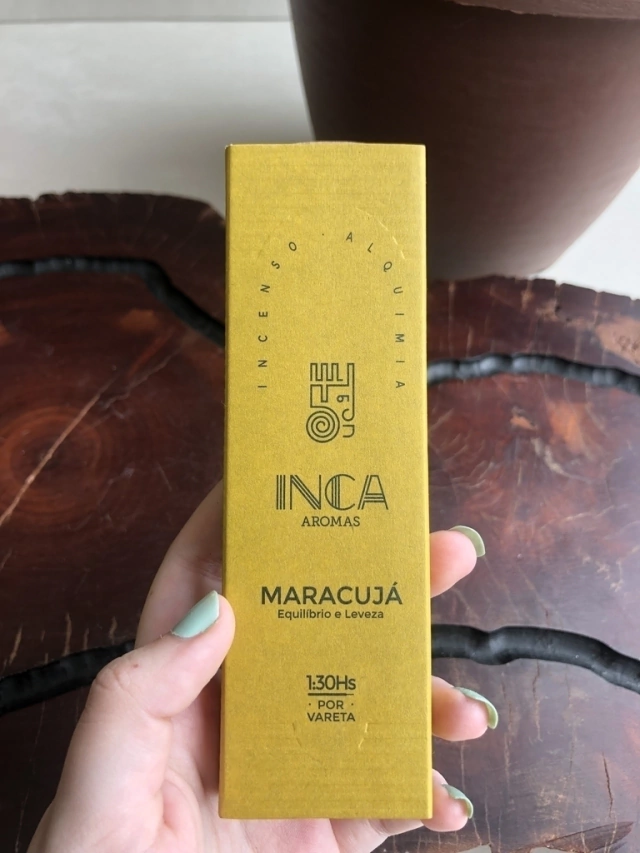 INCENSO · ALQUIMIA
INCA
AROMAS
MARACUJÁ
Equilíbrio e Leveza
1:30Hs
· POR ·
VARETA